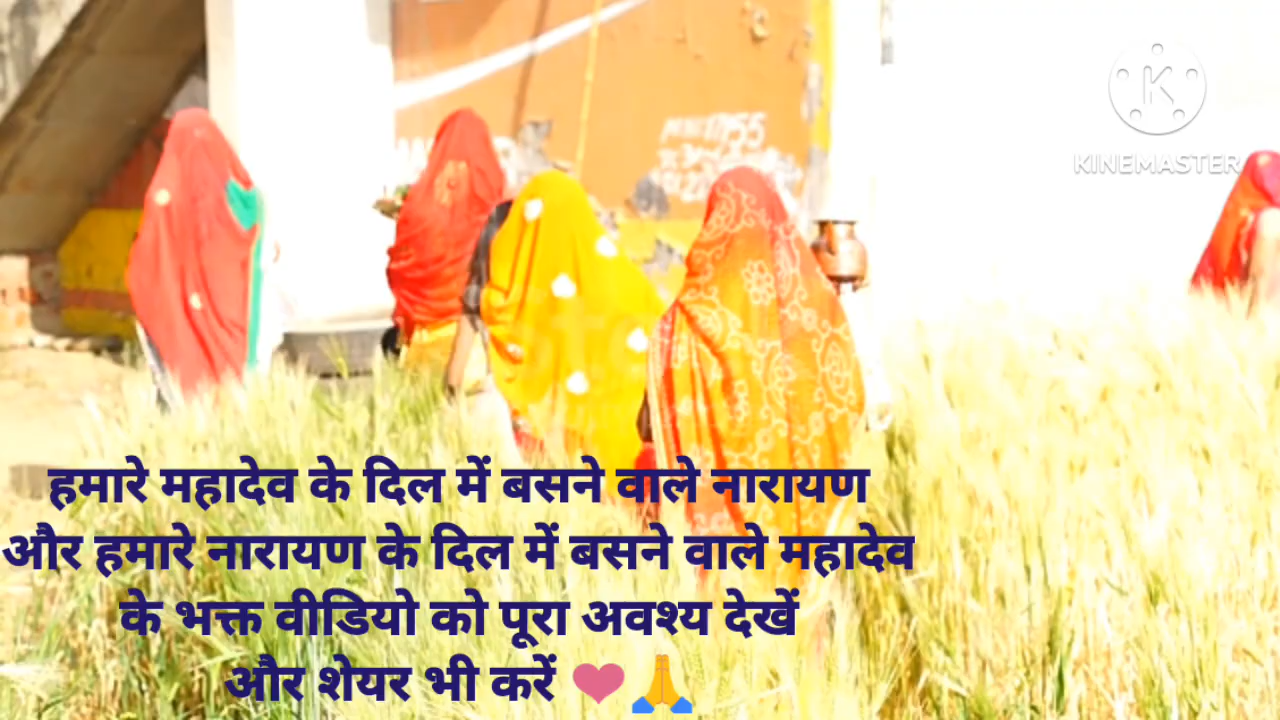 KINEMASTER
हमारे महादेव के दिल में बसने वाले नारायण
और हमारे नारायण के दिल में बसने वाले महादेव
के भक्त वीडियो को पूरा अवश्य देखें
और शेयर भी करें ❤🙏